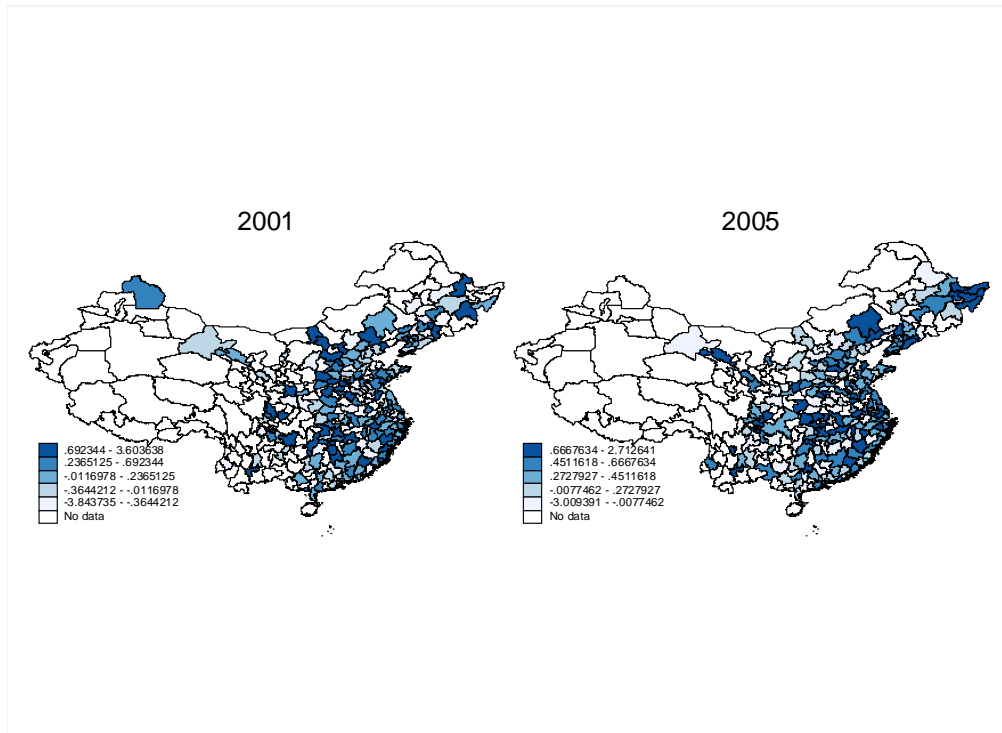 2001
.692344 - 3.603638
.2365125 - .692344
-.0116978 - .2365125
-.3644212 - -.0116978
-3.843735 - -.3644212
No data
2005
.6667634 - 2.712641
.4511618 - .6667634
.2727927 - .4511618
-.0077462 - .2727927
-3.009391 - -.0077462
No data